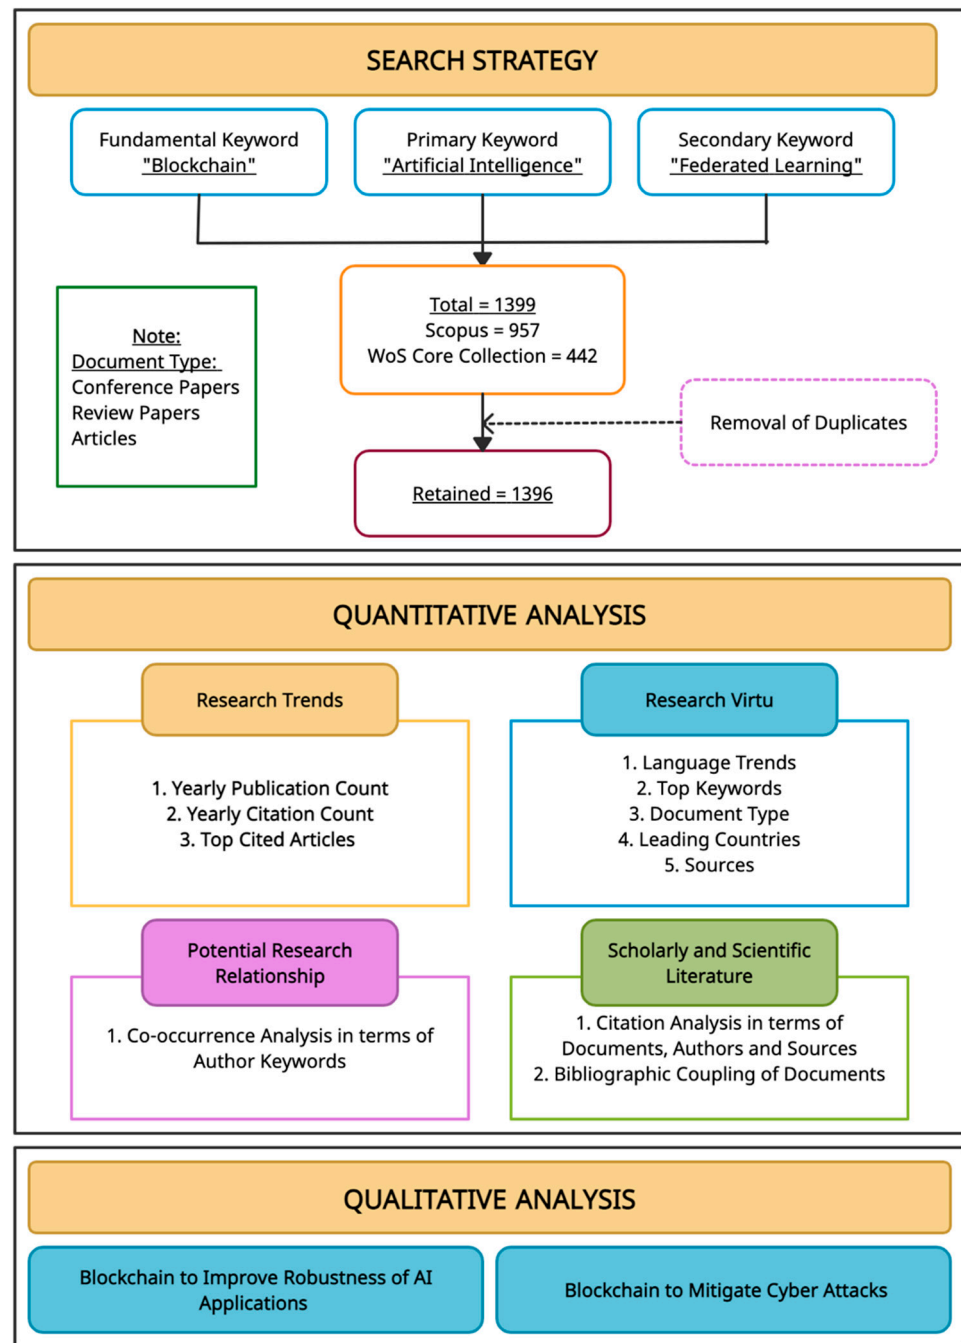 SEARCH STRATEGY
Fundamental Keyword
"Blockchain"
Primary Keyword
"Artificial Intelligence"
Secondary Keyword
"Federated Learning"
Note:
Document Type:
Conference Papers
Review Papers
Articles
Total = 1399
Scopus = 957
WoS Core Collection = 442
Removal of Duplicates
Retained = 1396
QUANTITATIVE ANALYSIS
Research Trends
1. Yearly Publication Count
2. Yearly Citation Count
3. Top Cited Articles
Research Virtu
1. Language Trends
2. Top Keywords
3. Document Type
4. Leading Countries
5. Sources
Potential Research
Relationship
1. Co-occurrence Analysis in terms of
Author Keywords
Scholarly and Scientific
Literature
1. Citation Analysis in terms of
Documents, Authors and Sources
2. Bibliographic Coupling of Documents
QUALITATIVE ANALYSIS
Blockchain to Improve Robustness of AI
Applications
Blockchain to Mitigate Cyber Attacks